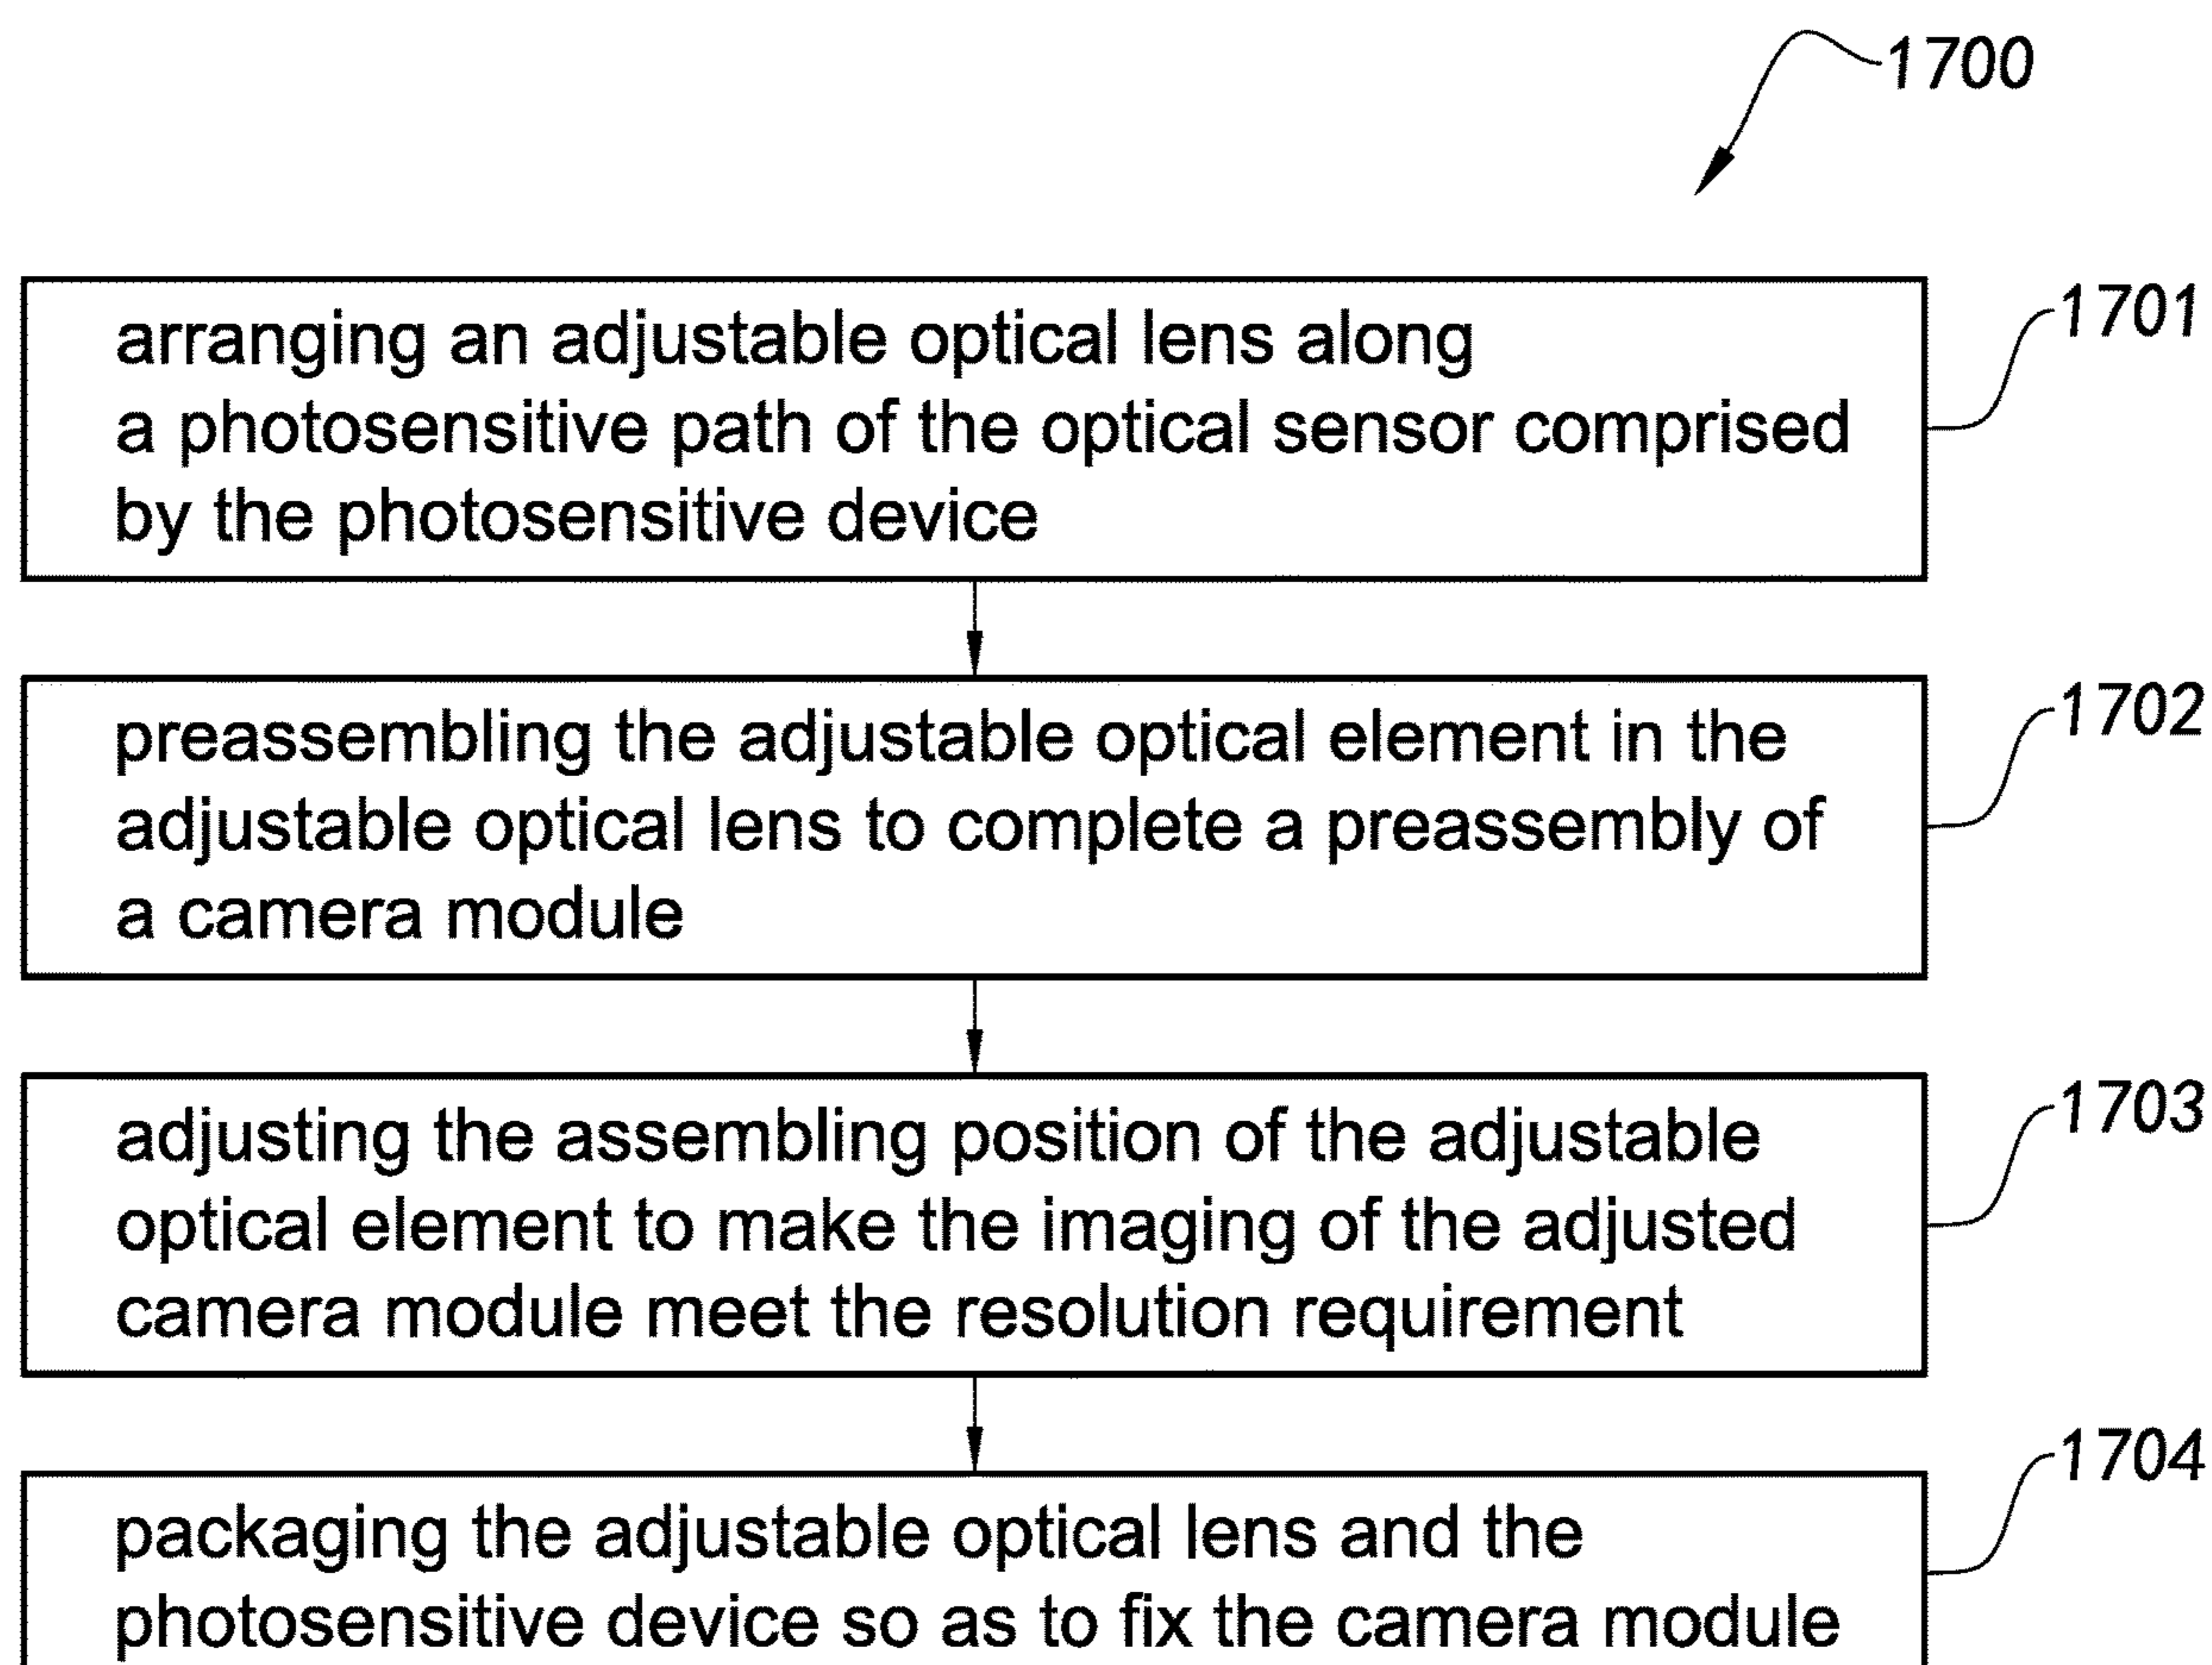 1700
arranging an adjustable optical lens along
a photosensitive path of the optical sensor comprised
by the photosensitive device
1701
preassembling the adjustable optical element in the
adjustable optical lens to complete a preassembly of
a camera module
1702
adjusting the assembling position of the adjustable
optical element to make the imaging of the adjusted
camera module meet the resolution requirement
1703
packaging the adjustable optical lens and the
photosensitive device so as to fix the camera module
1704